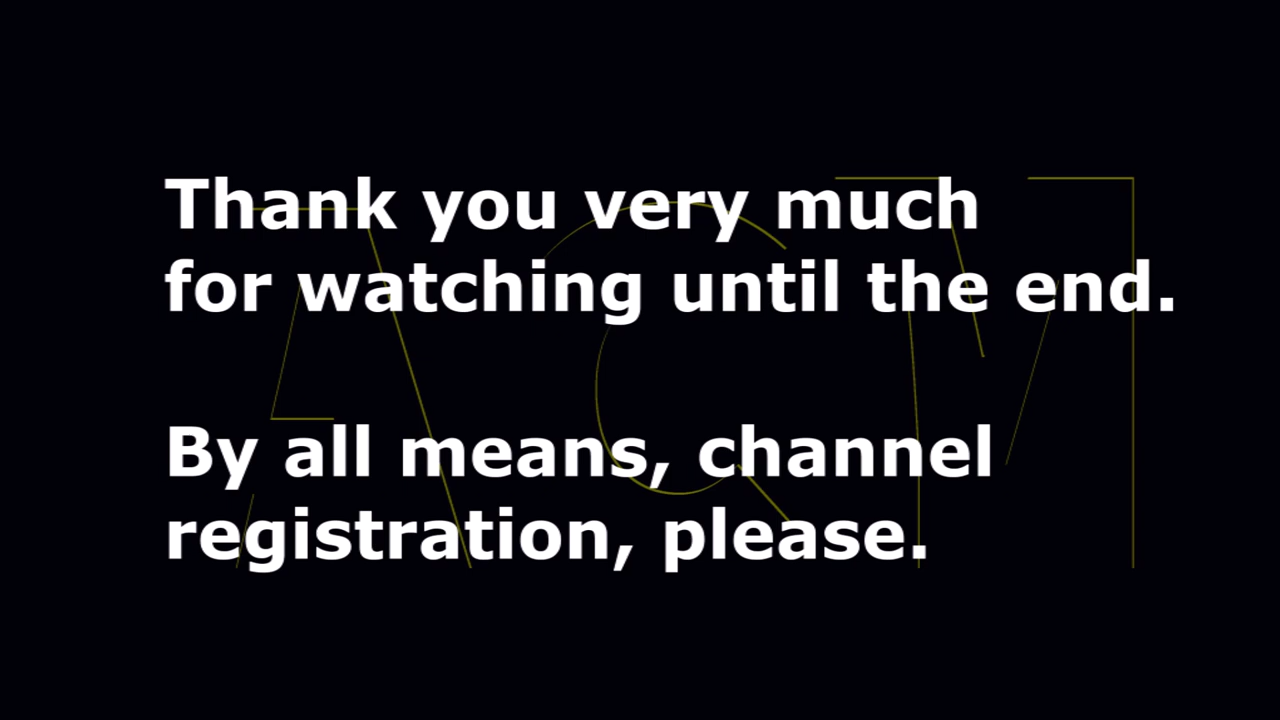 Thank you very much
for watching until the end.
By all means, channel
registration, please.